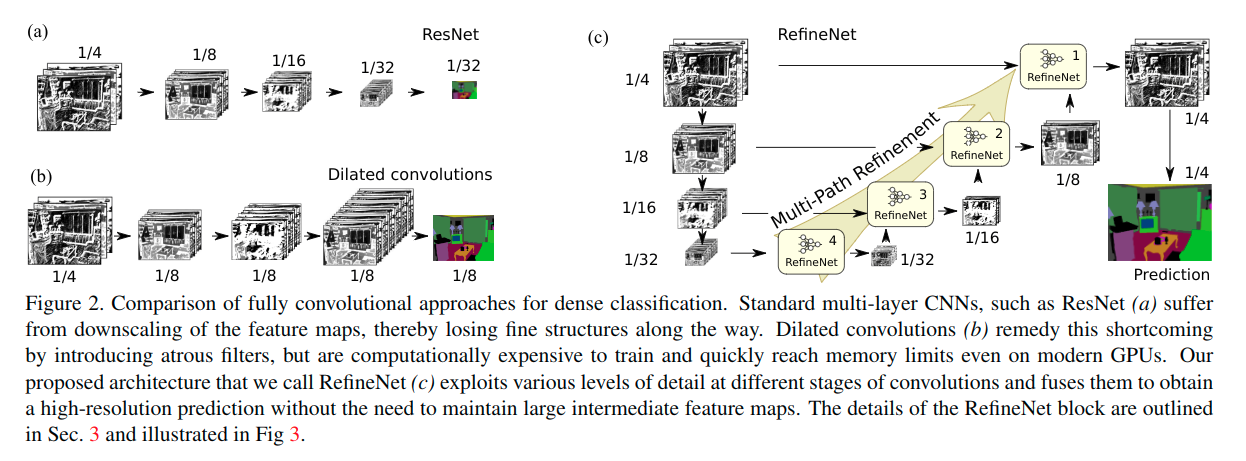 (a)
ResNet
1/4
1/8
1/16
1/32
1/32
(b)
Dilated convolutions
1/4
1/8
1/8
1/8
1/8
(c)
RefineNet
1/4
1/8
1/16
1/32
Multi-Path Refinement
4
RefineNet
1/32
3
RefineNet
1/16
2
RefineNet
1/8
1
RefineNet
1/4
1/4
Prediction
Figure 2. Comparison of fully convolutional approaches for dense classification. Standard multi-layer CNNs, such as ResNet (a) suffer
from downscaling of the feature maps, thereby losing fine structures along the way. Dilated convolutions (b) remedy this shortcoming
by introducing atrous filters, but are computationally expensive to train and quickly reach memory limits even on modern GPUs. Our
proposed architecture that we call RefineNet (c) exploits various levels of detail at different stages of convolutions and fuses them to obtain
a high-resolution prediction without the need to maintain large intermediate feature maps. The details of the RefineNet block are outlined
in Sec. 3 and illustrated in Fig 3.